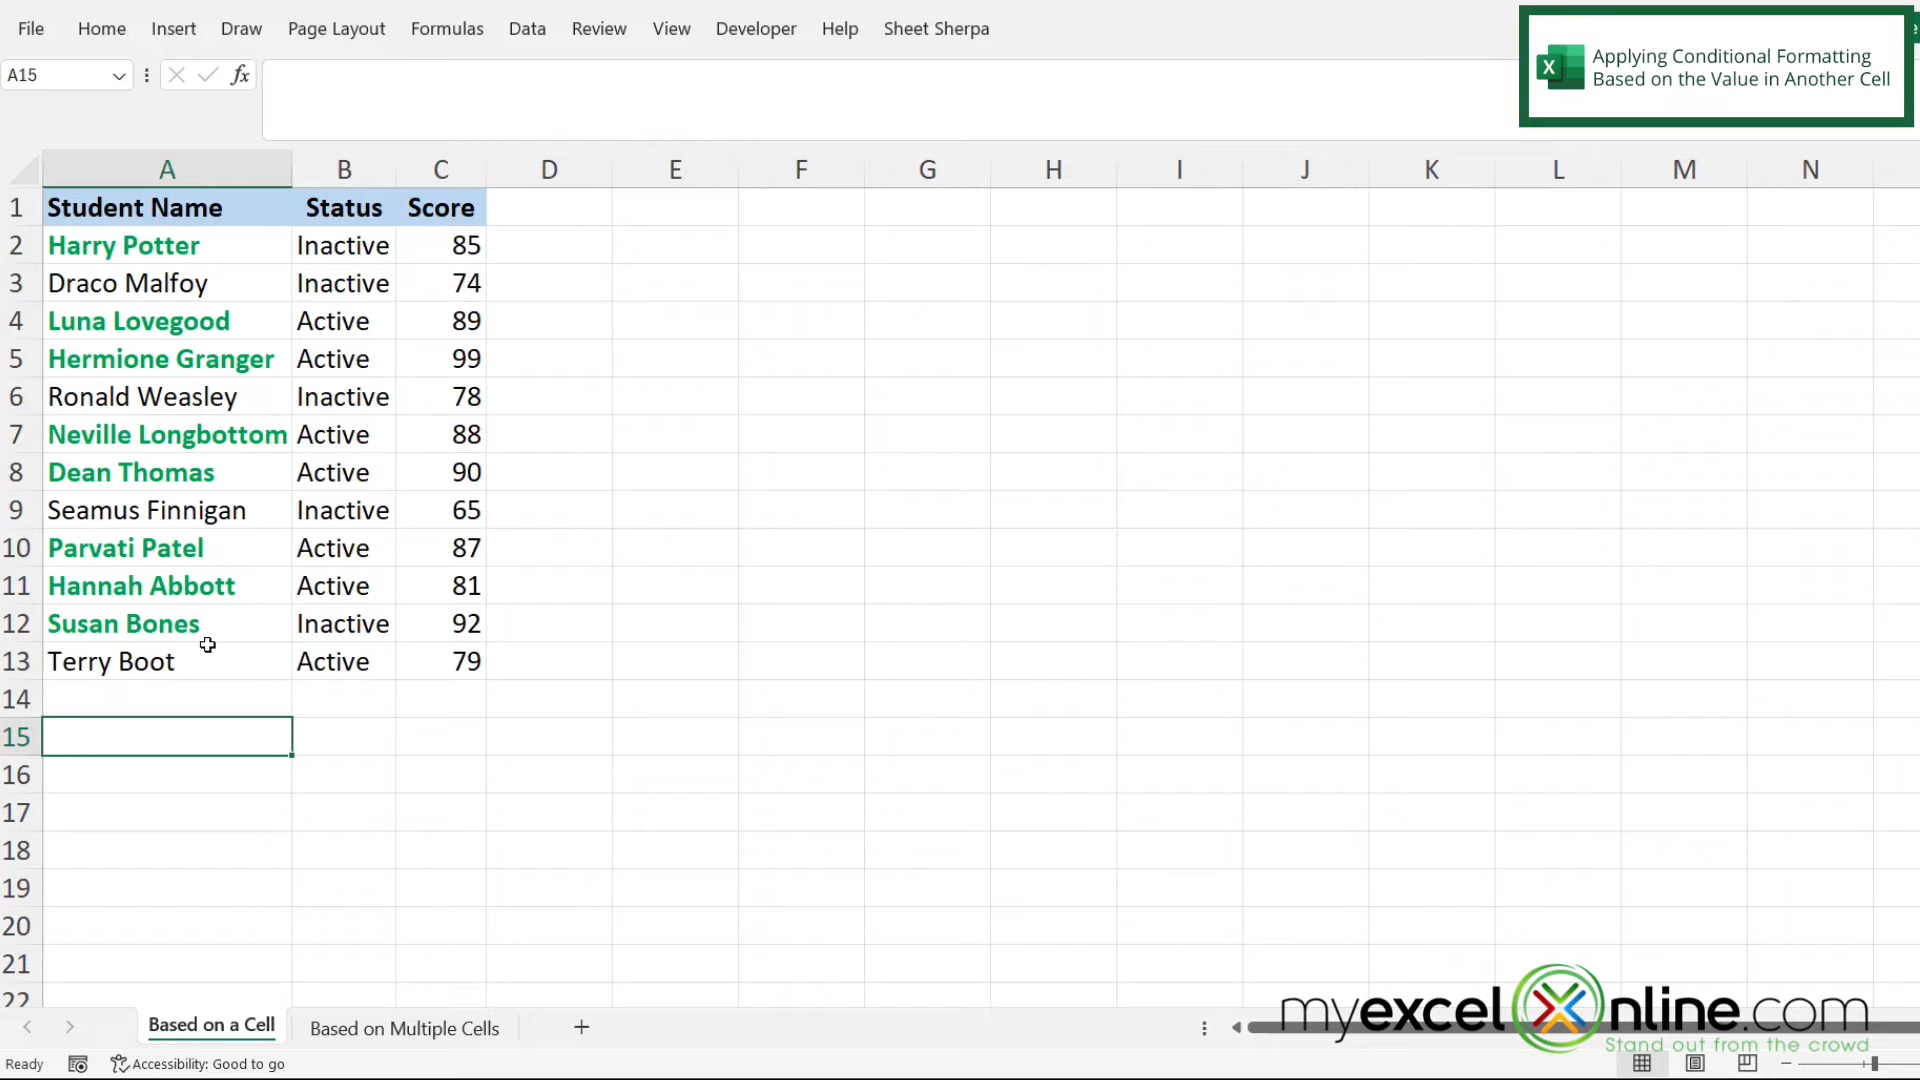 File Home Insert Draw Page Layout Formulas Data Review View Developer Help Sheet Sherpa
Applying Conditional Formatting
Based on the Value in Another Cell
A15 fx
A B C D E F G H I J K L M N
1 Student Name Status Score
2 Harry Potter Inactive 85
3 Draco Malfoy Inactive 74
4 Luna Lovegood Active 89
5 Hermione Granger Active 99
6 Ronald Weasley Inactive 78
7 Neville Longbottom Active 88
8 Dean Thomas Active 90
9 Seamus Finnigan Inactive 65
10 Parvati Patel Active 87
11 Hannah Abbott Active 81
12 Susan Bones Inactive 92
13 Terry Boot Active 79
14
15
16
17
18
19
20
21
22
Based on a Cell Based on Multiple Cells
myexcelOnline.com
Stand out from the crowd
Ready Accessibility: Good to go